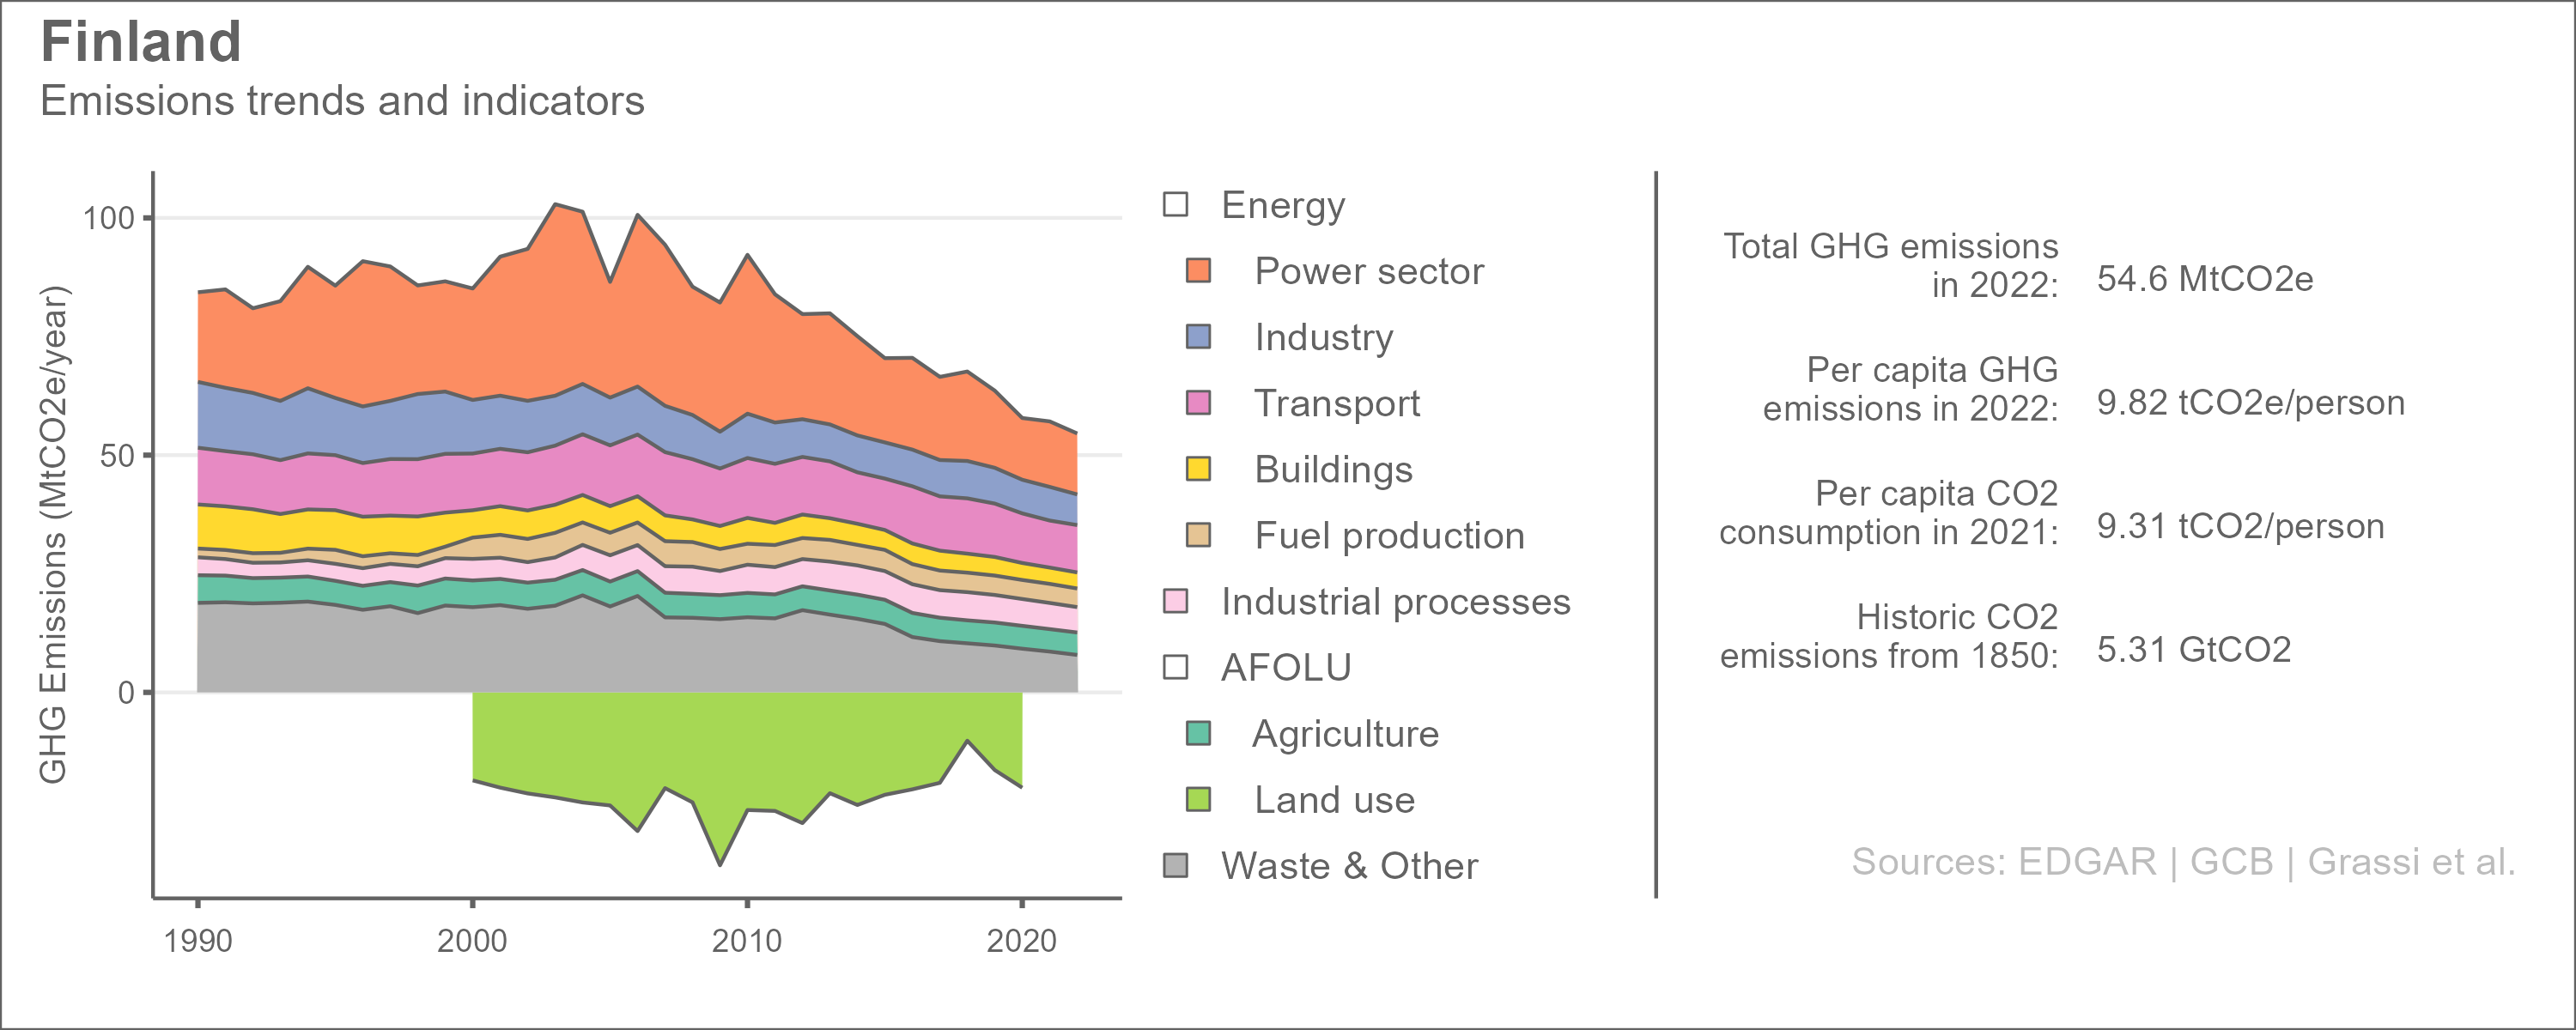 Finland
Emissions trends and indicators
GHG Emissions (MtCO2e/year)
100
50
0
1990
2000
2010
2020
Energy
Power sector
Industry
Transport
Buildings
Fuel production
Industrial processes
AFOLU
Agriculture
Land use
Waste & Other
Total GHG emissions
in 2022:
54.6 MtCO2e
Per capita GHG
emissions in 2022:
9.82 tCO2e/person
Per capita CO2
consumption in 2021:
9.31 tCO2/person
Historic CO2
emissions from 1850:
5.31 GtCO2
Sources: EDGAR | GCB | Grassi et al.